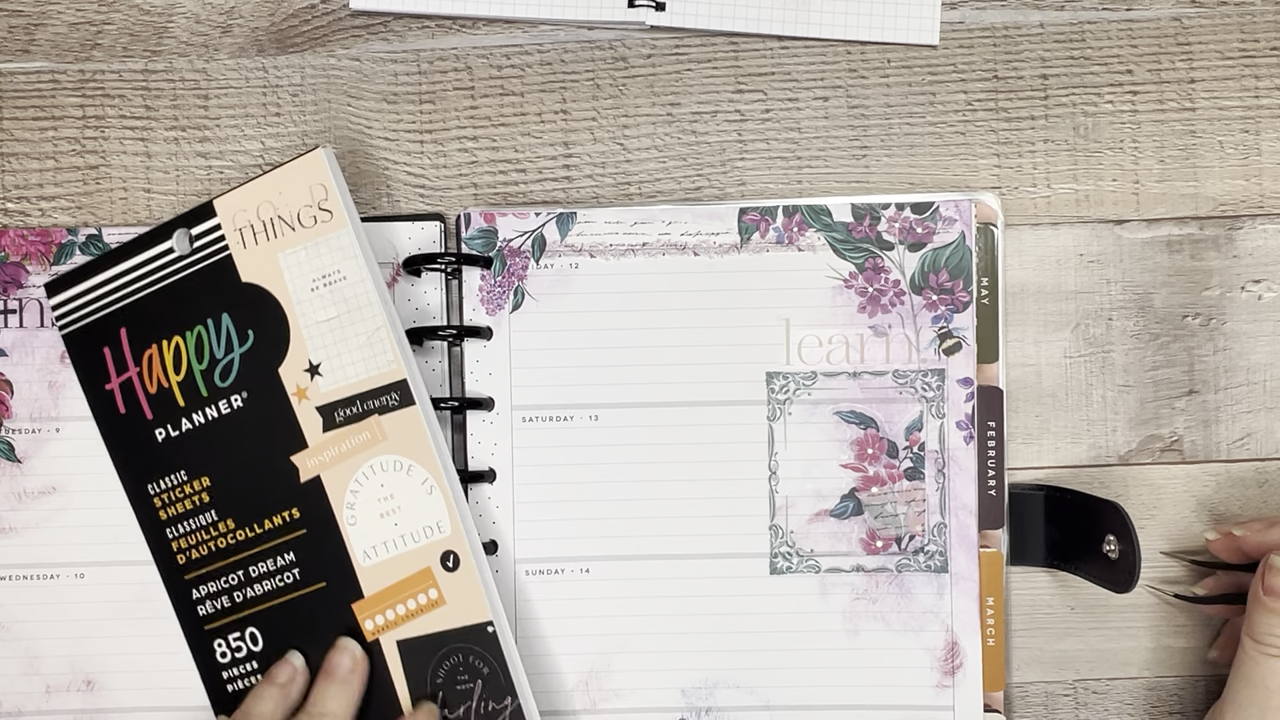 GOOD
THINGS
ALWAYS
BE BRAVE
Happy
PLANNER®
good energy
inspiration
GRATITUDE IS
THE
BEST
ATTITUDE
CLASSIC
STICKER
SHEETS
CLASSIQUE
FEUILLES
D'AUTOCOLLANTS
APRICOT DREAM
RÊVE D'ABRICOT
850
PIECES
PIÈCES
SHOOT FOR
THE
MOON
darling
WEDNESDAY · 10
12
learn.
SATURDAY · 13
SUNDAY · 14
MAY
FEBRUARY
MARCH